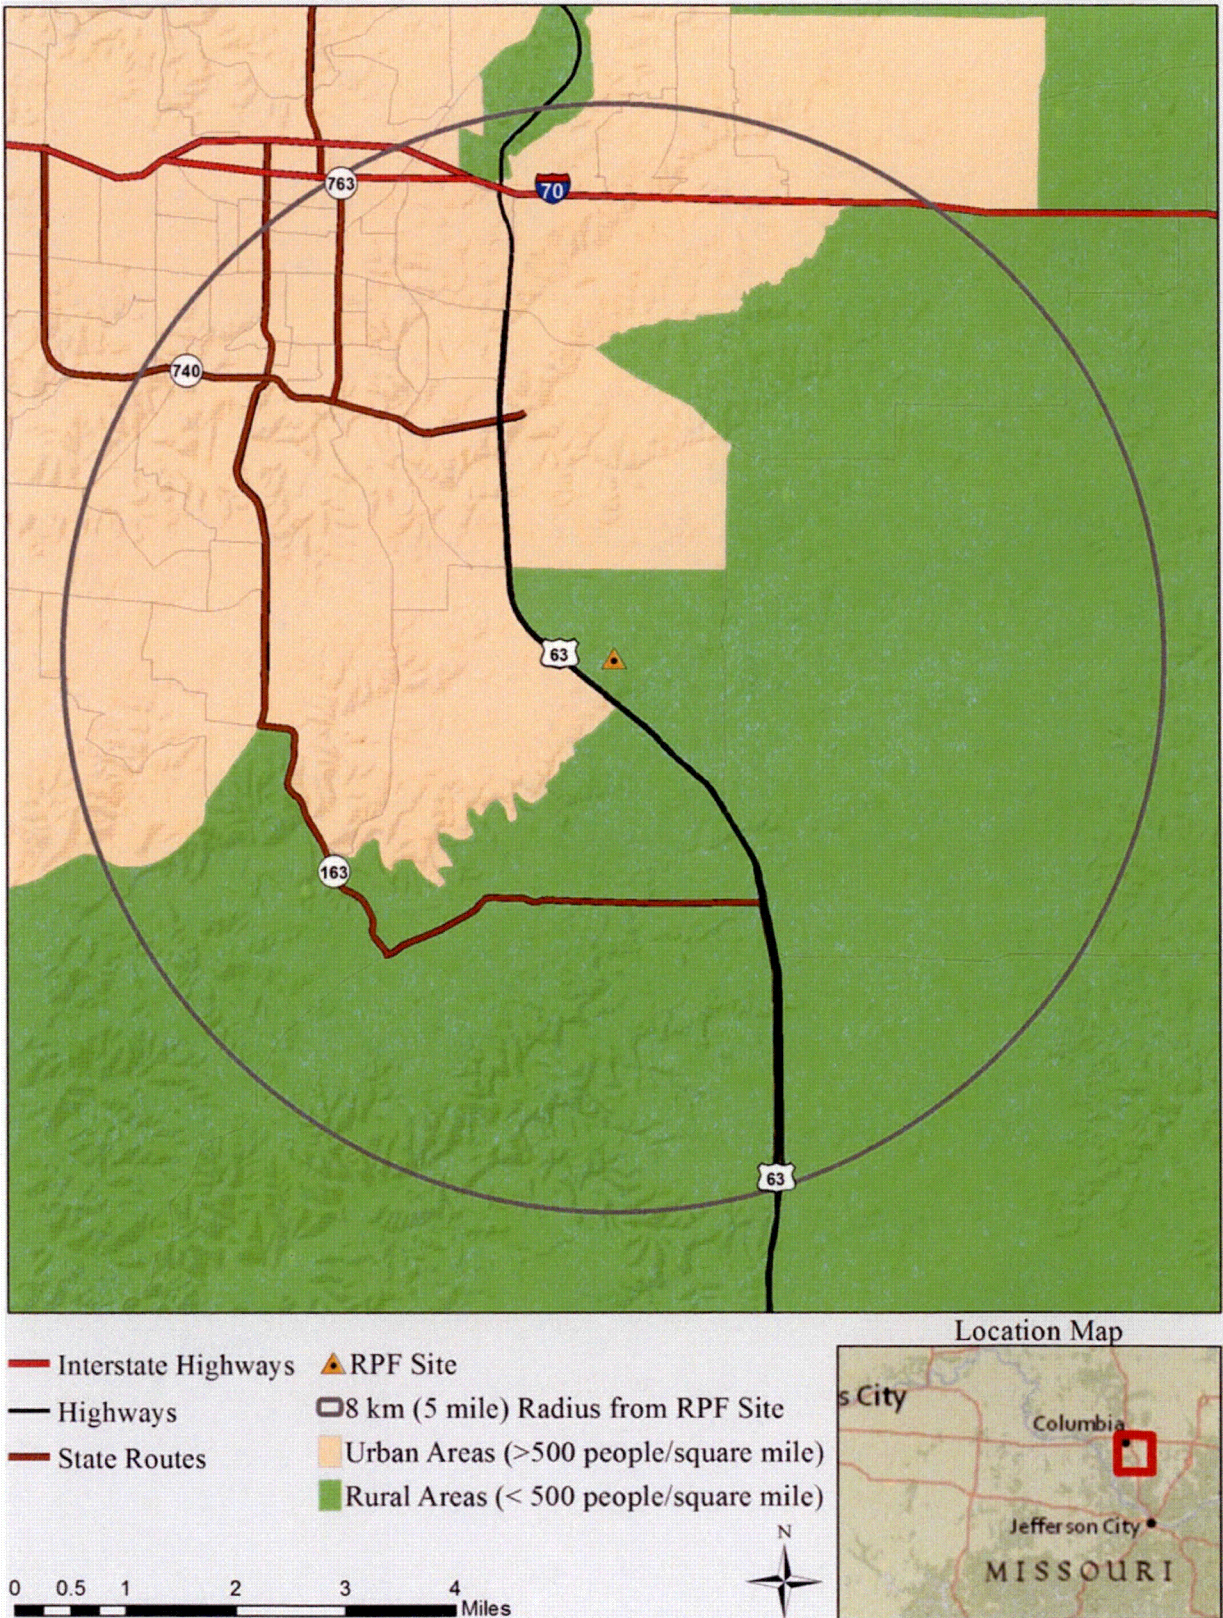 763
70
740
63
163
63
Location Map
Interstate Highways
RPF Site
Highways
8 km (5 mile) Radius from RPF Site
State Routes
Urban Areas (>500 people/square mile)
Rural Areas (< 500 people/square mile)
s City
Columbia
Jefferson City
MISSOURI
N
0 0.5 1 2 3 4
Miles